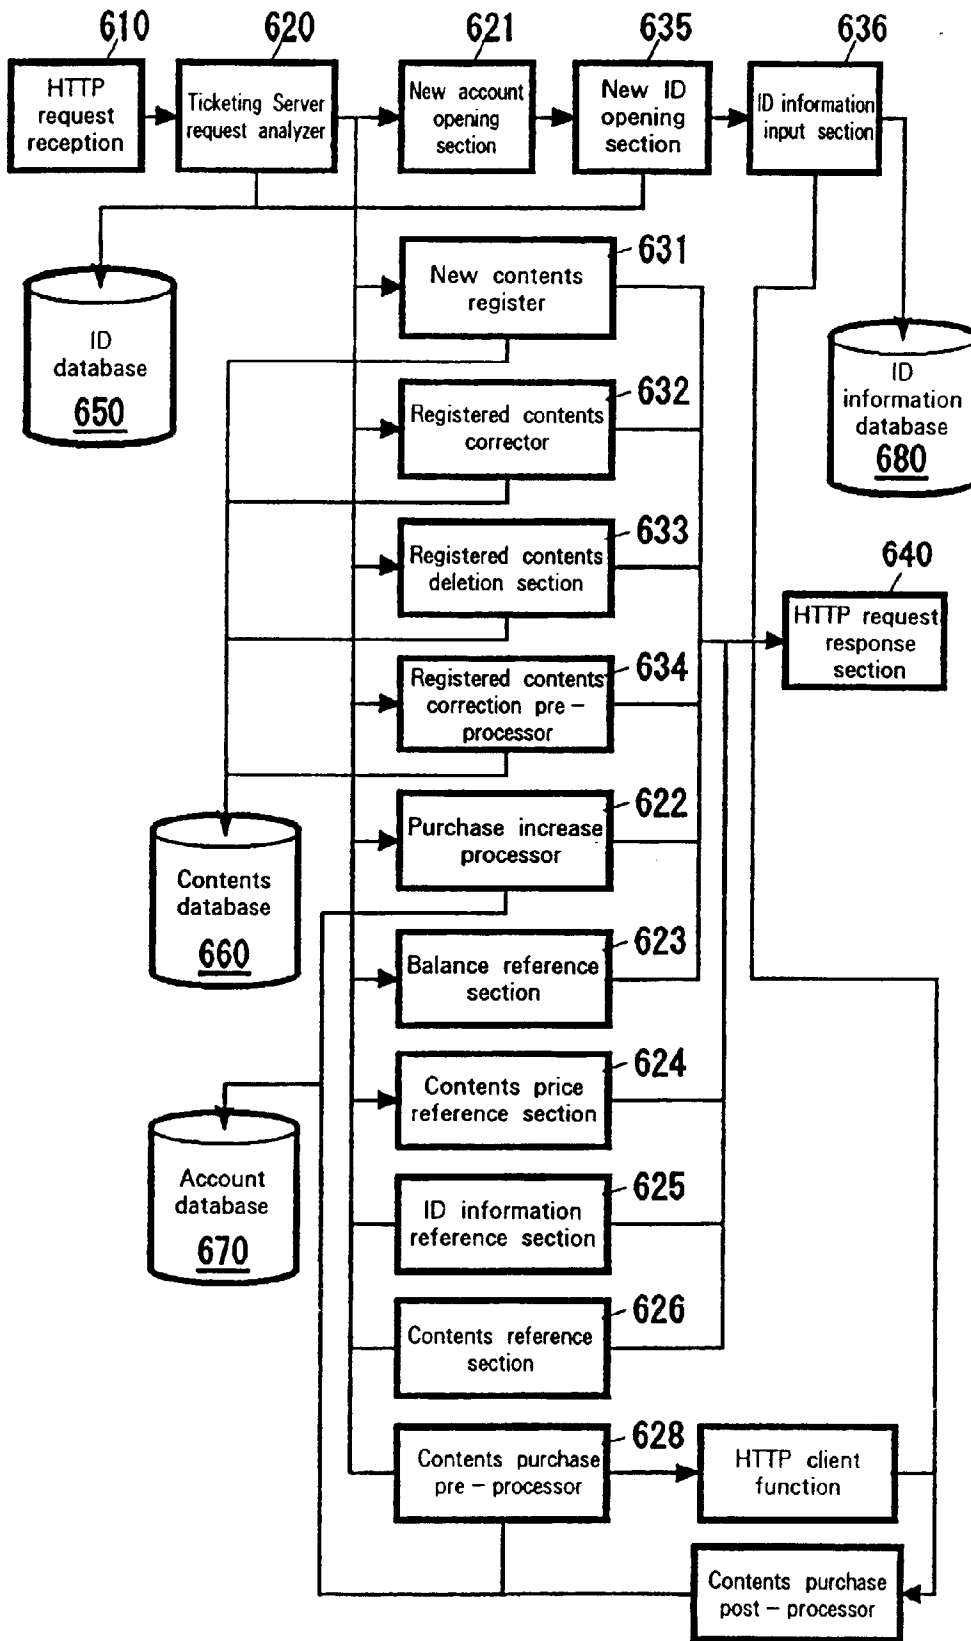 610
620
621
635
636
HTTP
request
reception
Ticketing Server
request analyzer
New account
opening
section
New ID
opening
section
ID information
input section
631
New contents
register
ID
database
650
632
Registered contents
corrector
ID
information
database
680
633
Registered contents
deletion section
640
HTTP request
response
section
634
Registered contents
correction pre–
processor
622
Purchase increase
processor
Contents
database
660
623
Balance reference
section
624
Contents price
reference section
Account
database
670
625
ID information
reference section
626
Contents reference
section
628
Contents purchase
pre–processor
HTTP client
function
Contents purchase
post–processor